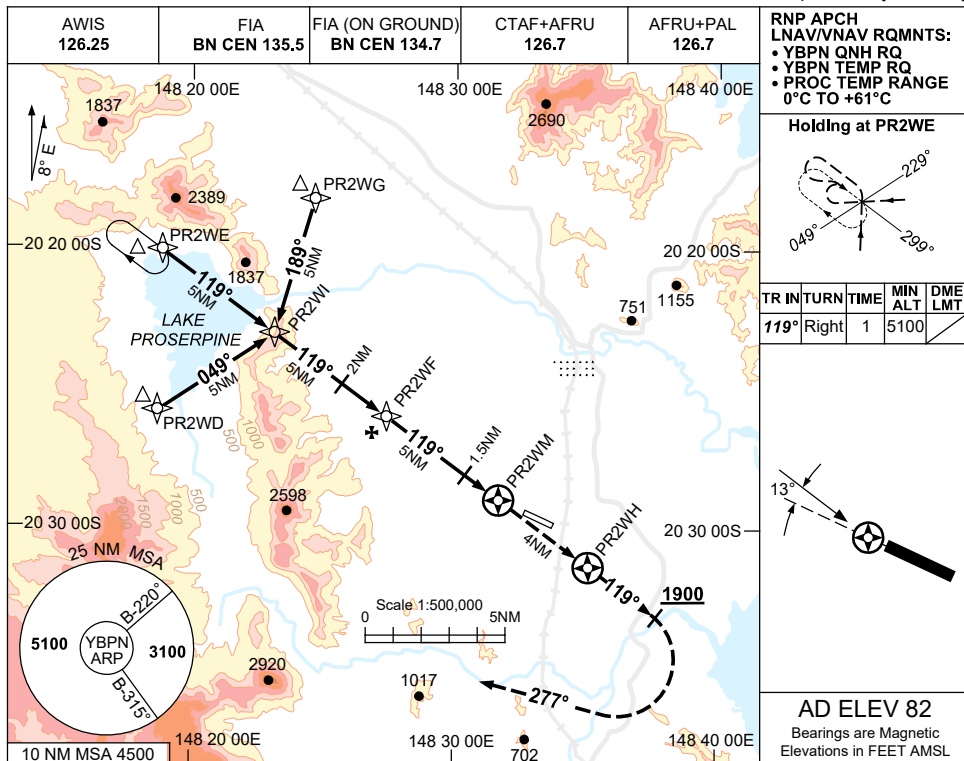 AWIS
126.25
FIA
BN CEN 135.5
FIA (ON GROUND)
BN CEN 134.7
CTAF+AFRU
126.7
AFRU+PAL
126.7
RNP APCH
LNAV/VNAV RQMNTS:
• YBPN QNH RQ
• YBPN TEMP RQ
• PROC TEMP RANGE
0°C TO +61°C
148 20 00E
148 30 00E
148 40 00E
1837
2690
8° E
2389
PR2WG
PR2WE
20 20 00S
20 20 00S
1837
189°
5NM
119°
5NM
PR2WI
LAKE
PROSERPINE
1155
751
049°
5NM
119°
5NM
2NM
PR2WD
PR2WF
500
1000
119°
5NM
1.5NM
PR2WM
500
1000
1500
2000
2598
20 30 00S
20 30 00S
4NM
PR2WH
119°
1900
25 NM MSA
B-220°
5100
YBPN
ARP
3100
B-315°
Scale 1:500,000
0
5NM
2920
1017
277°
702
10 NM MSA 4500
148 20 00E
148 30 00E
148 40 00E
Holding at PR2WE
229°
049°
299°
TR IN TURN TIME MIN ALT DME LMT
119° Right 1 5100
13°
AD ELEV 82
Bearings are Magnetic
Elevations in FEET AMSL